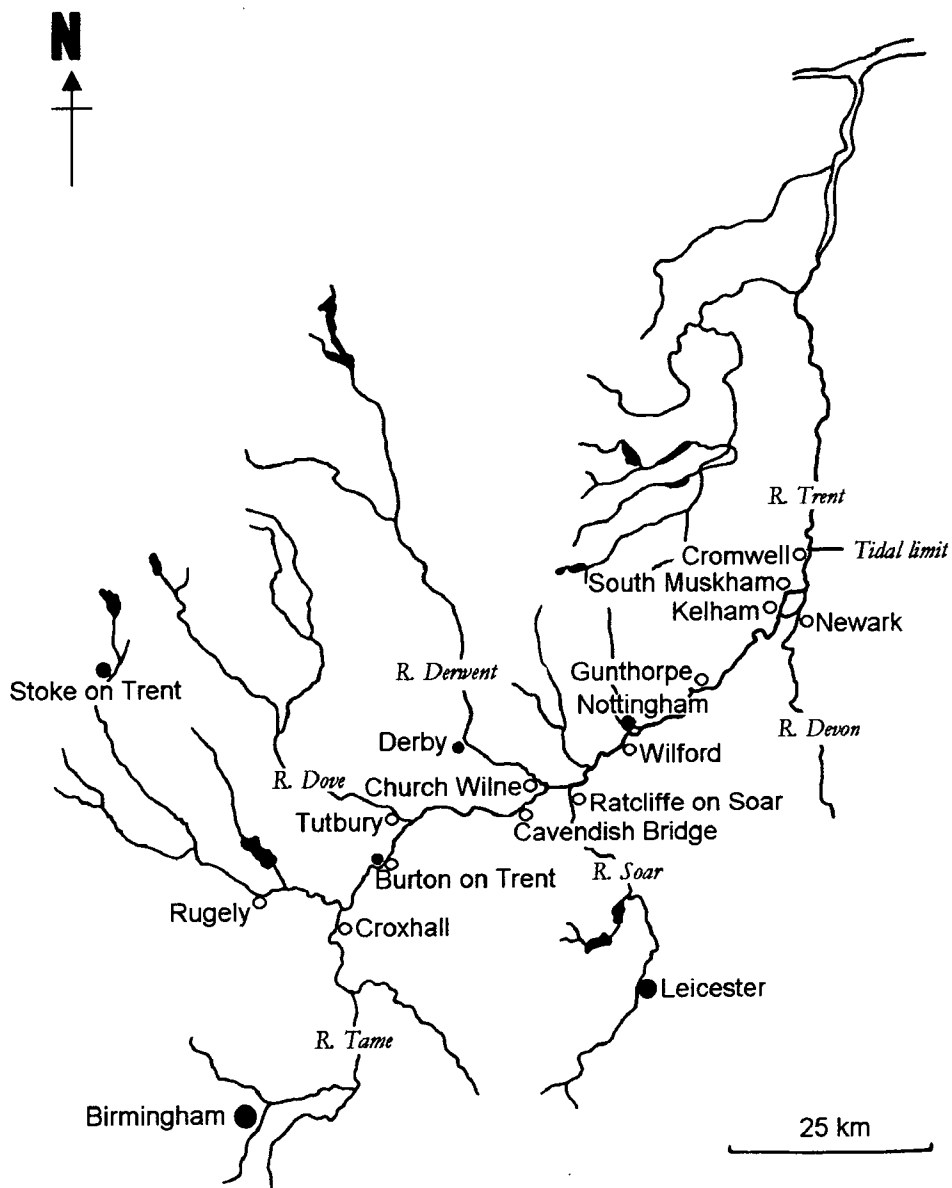 N
R. Trent
Cromwell
Tidal limit
South Muskham
Kelham
Newark
Gunthorpe
R. Derwent
Stoke on Trent
Nottingham
R. Devon
Derby
Wilford
R. Dove
Church Wilne
Ratcliffe on Soar
Tutbury
Cavendish Bridge
Burton on Trent
R. Soar
Rugely
Croxhall
Leicester
R. Tame
Birmingham
25 km